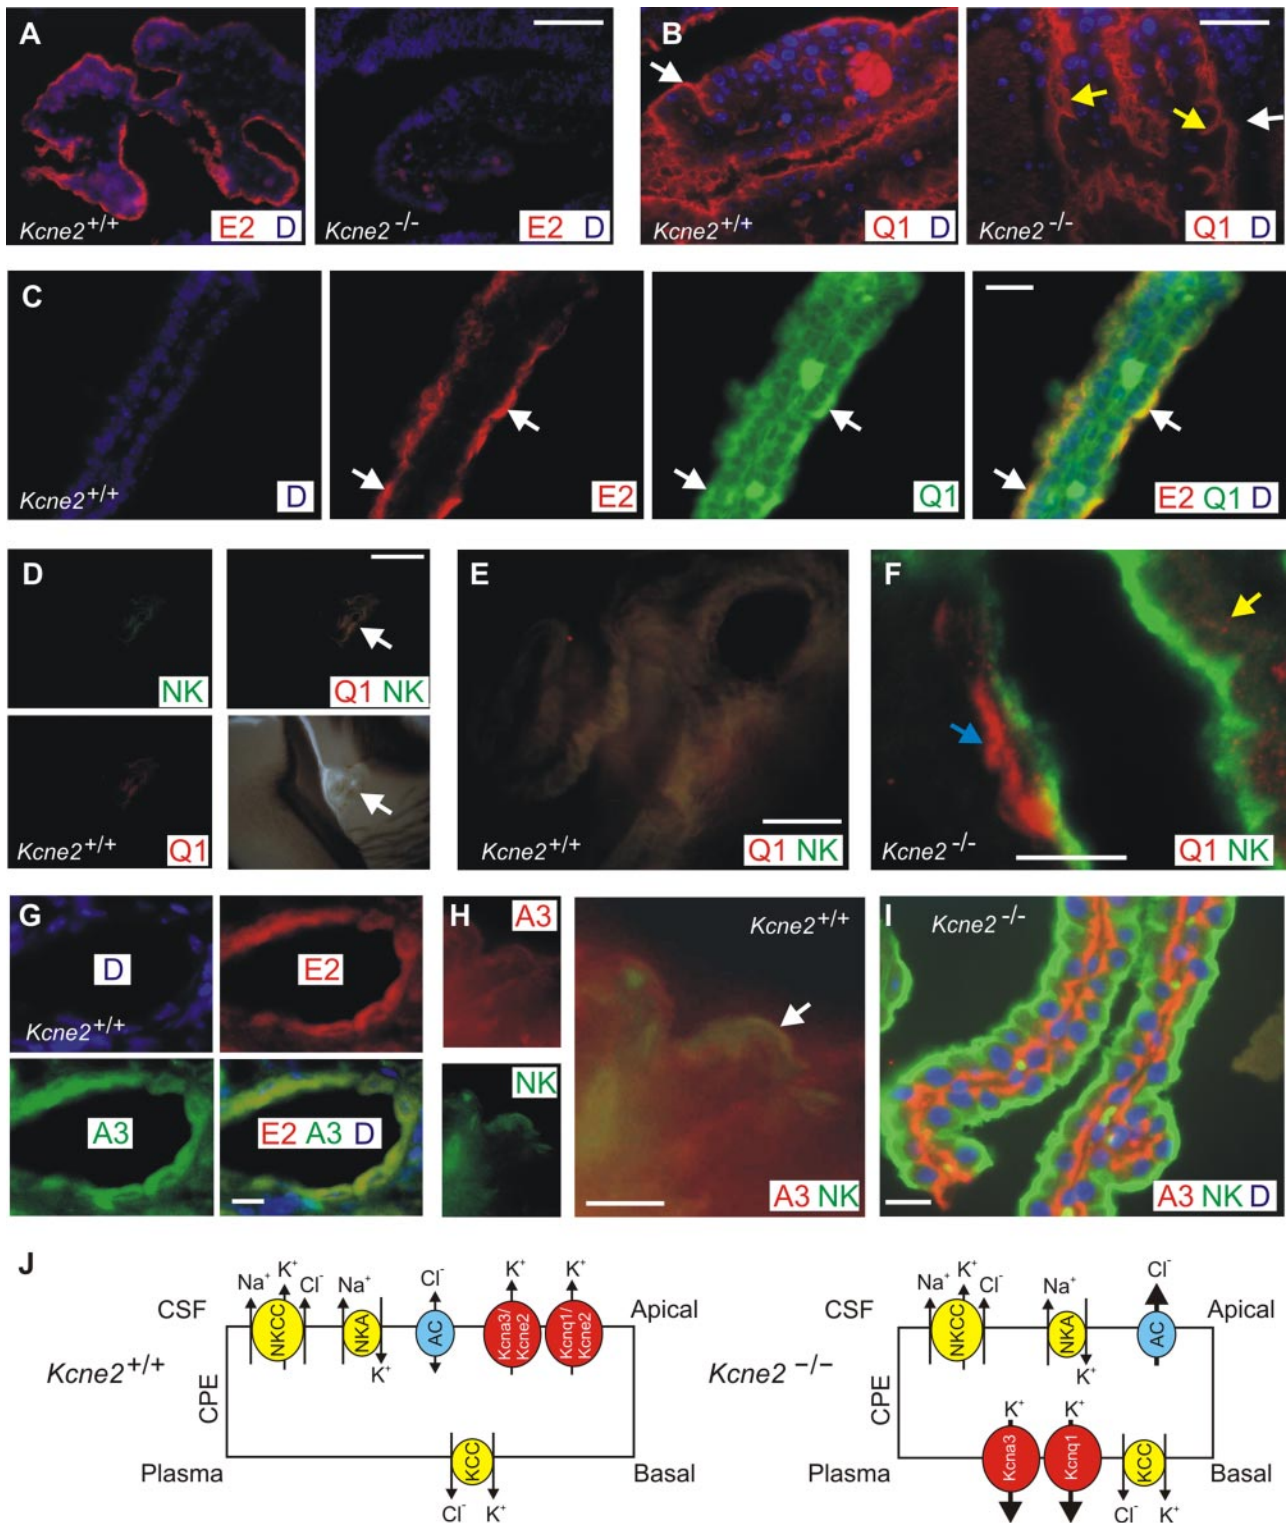 A
Kcne2+/+
E2 D
Kcne2-/-
E2 D
B
Kcne2+/+
Q1 D
Kcne2-/-
Q1 D
C
Kcne2+/+
D
E2
Q1
E2 Q1 D
D
NK
Q1 NK
Kcne2+/+
Q1
E
Kcne2+/+
Q1 NK
F
Kcne2-/-
Q1 NK
G
D
Kcne2+/+
E2
A3
E2 A3 D
H
A3
NK
Kcne2+/+
A3 NK
I
Kcne2-/-
A3 NK D
J
Kcne2+/+
CSF
Apical
CPE
Plasma
Basal
Na+
K+
Cl-
NKCC
Na+
NKA
K+
Cl-
AC
K+
Kcna3/
Kcne2
K+
Kcnq1/
Kcne2
KCC
Cl-
K+
Kcne2 -/-
CSF
Apical
CPE
Plasma
Basal
Na+
K+
Cl-
NKCC
Na+
NKA
K+
Cl-
AC
K+
Kcna3
K+
Kcnq1
KCC
Cl-
K+